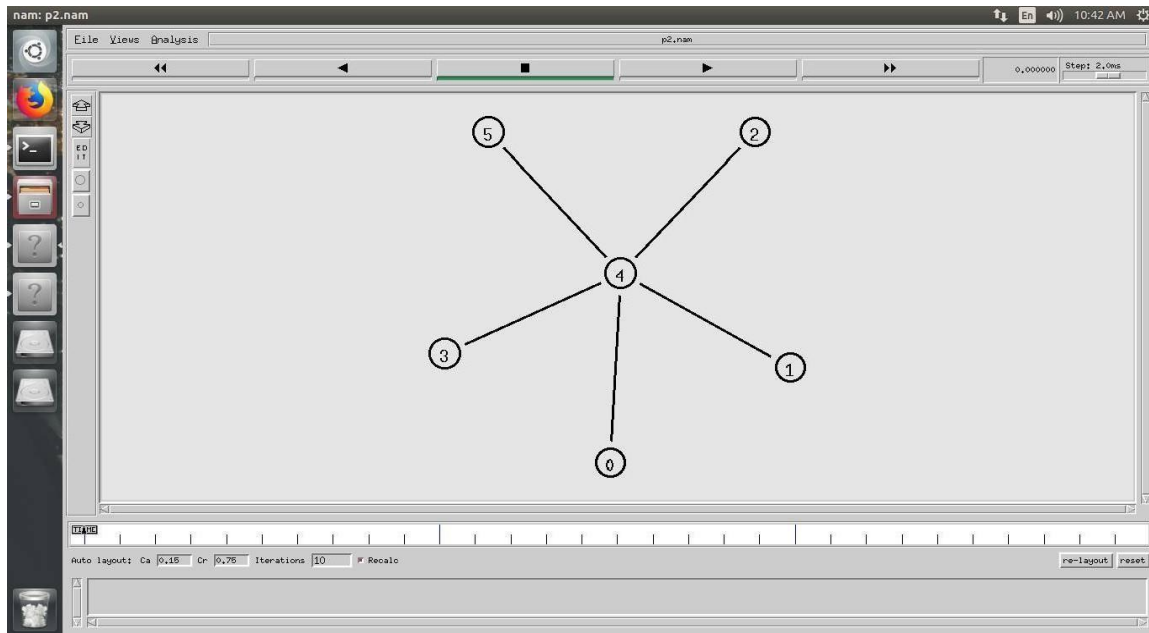 nam: p2.nam
En
10:42 AM
File Views Analysis
p2.nam
0.000000
Step: 2.0ms
ED
IT
5
2
4
3
1
0
TIME
Auto layout: Ca 0.15 Cr 0.75 Iterations 10 Recalc
re-layout
reset